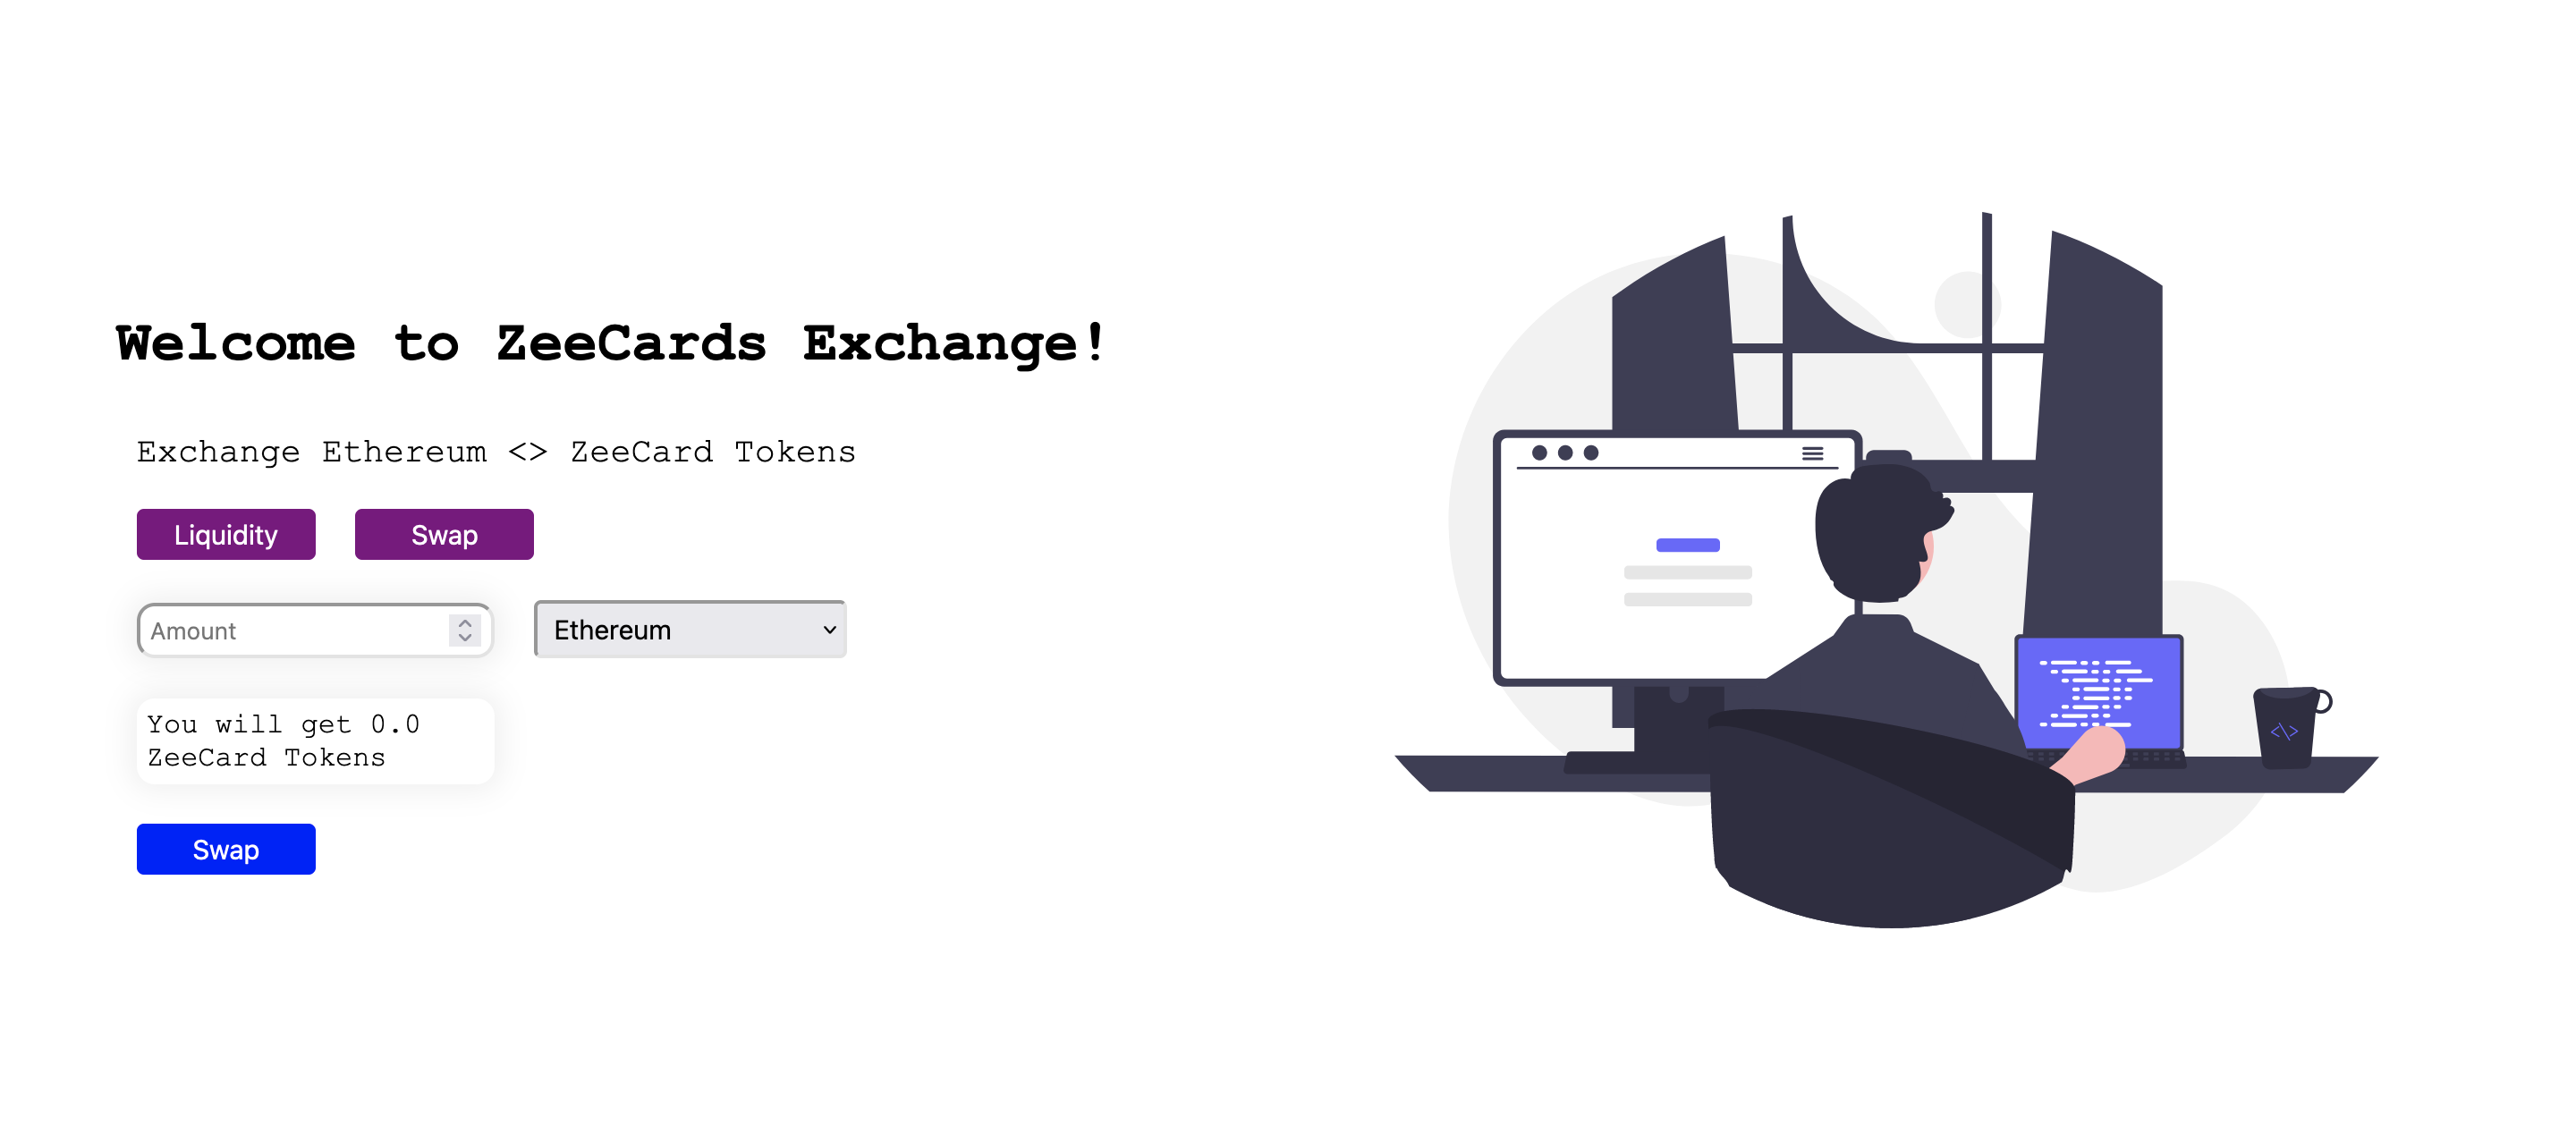 Welcome to ZeeCards Exchange!
Exchange Ethereum <> ZeeCard Tokens
Liquidity
Swap
Amount
Ethereum
You will get 0.0
ZeeCard Tokens
Swap
<\>